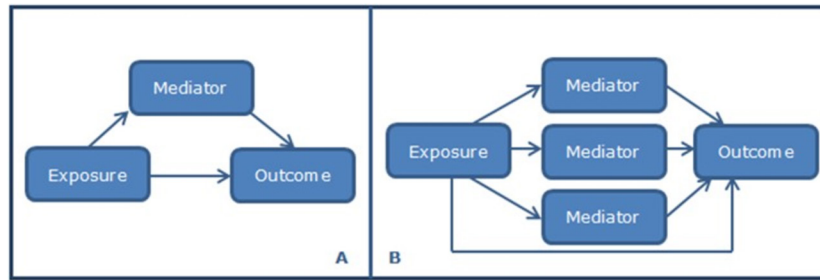 Mediator
Exposure
Outcome
A
Mediator
Exposure
Mediator
Outcome
Mediator
B